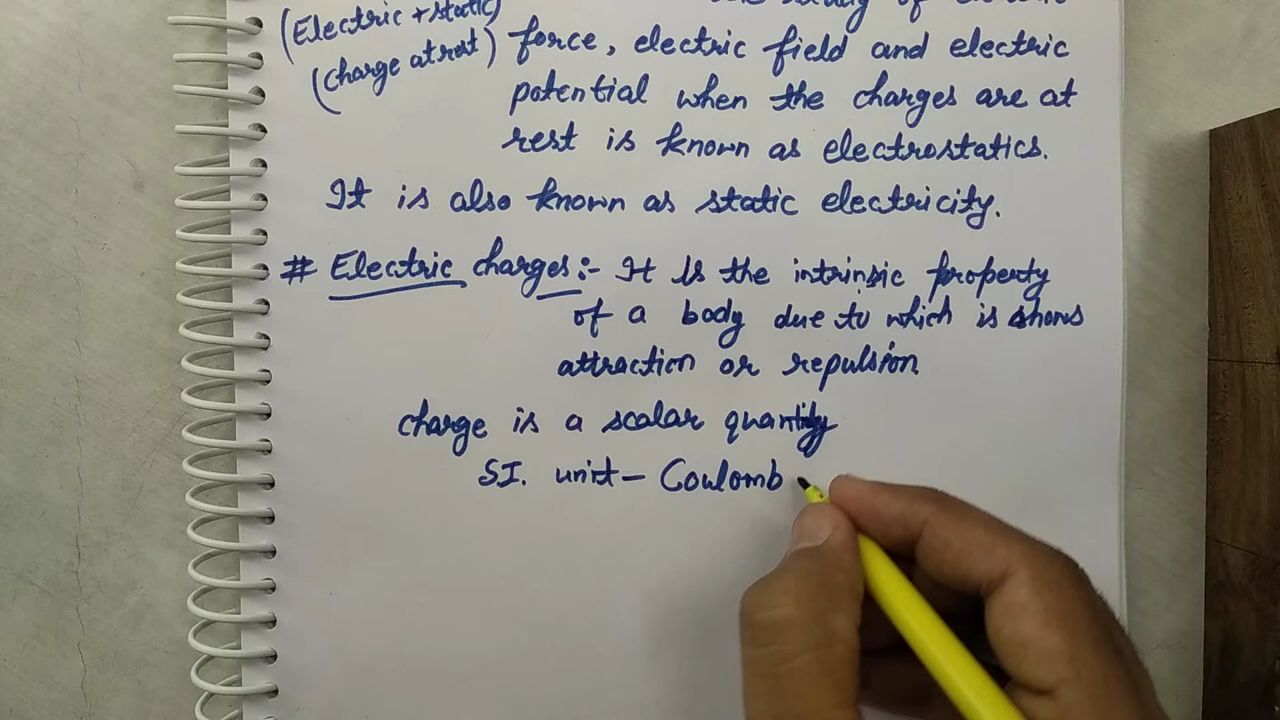 (Electric + static)
(charge at rest)
force, electric field and electric
potential when the charges are at
rest is known as electrostatics.
It is also known as static electricity.
# Electric charges :- It is the intrinsic property
of a body due to which is shows
attraction or repulsion
charge is a scalar quantity
SI. unit - Coulomb